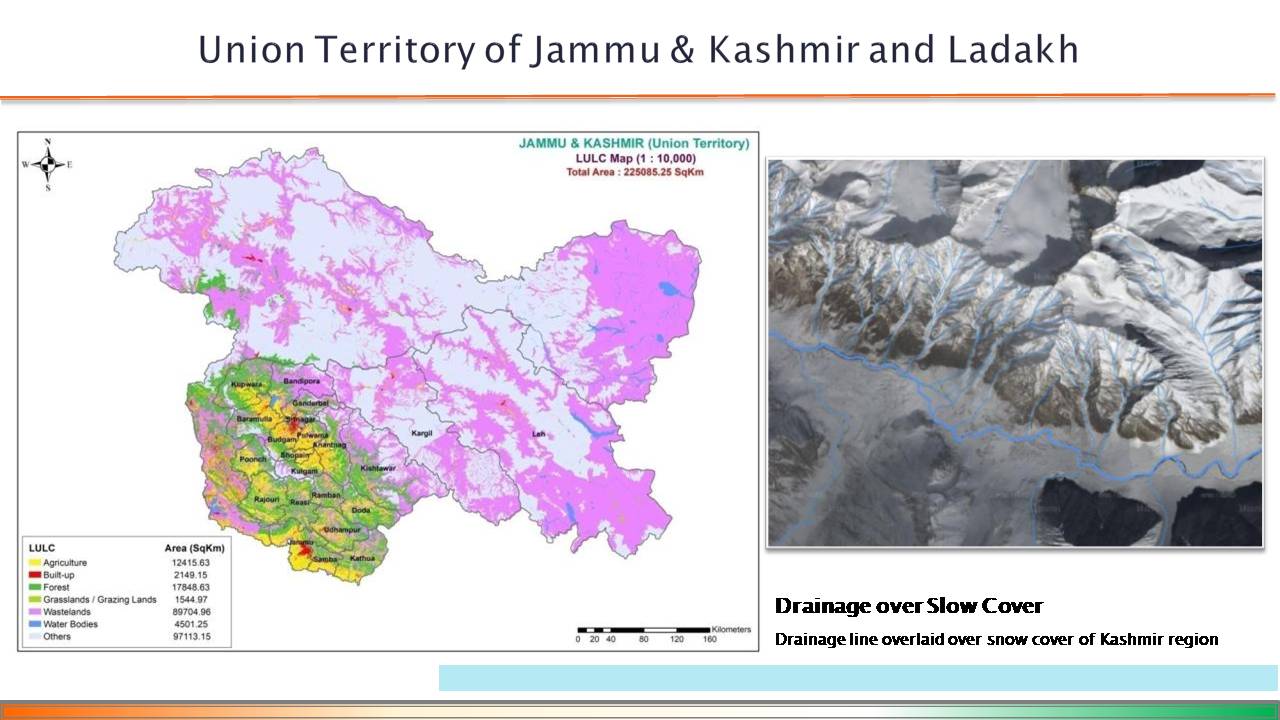 Union Territory of Jammu & Kashmir and Ladakh
N
W E
S
JAMMU & KASHMIR (Union Territory)
LULC Map (1 : 10,000)
Total Area : 225085.25 SqKm
Kupwara
Bandipora
Ganderbal
Baramulla
Srinagar
Budgam
Pulwama
Anantnag
Shopain
Poonch
Kulgam
Kishtawar
Kargil
Leh
Rajouri
Reasi
Ramban
Doda
Udhampur
Jammu
Samba
Kathua
LULC Area (SqKm)
Agriculture 12415.63
Built-up 2149.15
Forest 17848.63
Grasslands / Grazing Lands 1544.97
Wastelands 89704.96
Water Bodies 4501.25
Others 97113.15
Kilometers
0 20 40 80 120 160
Drainage over Slow Cover
Drainage line overlaid over snow cover of Kashmir region